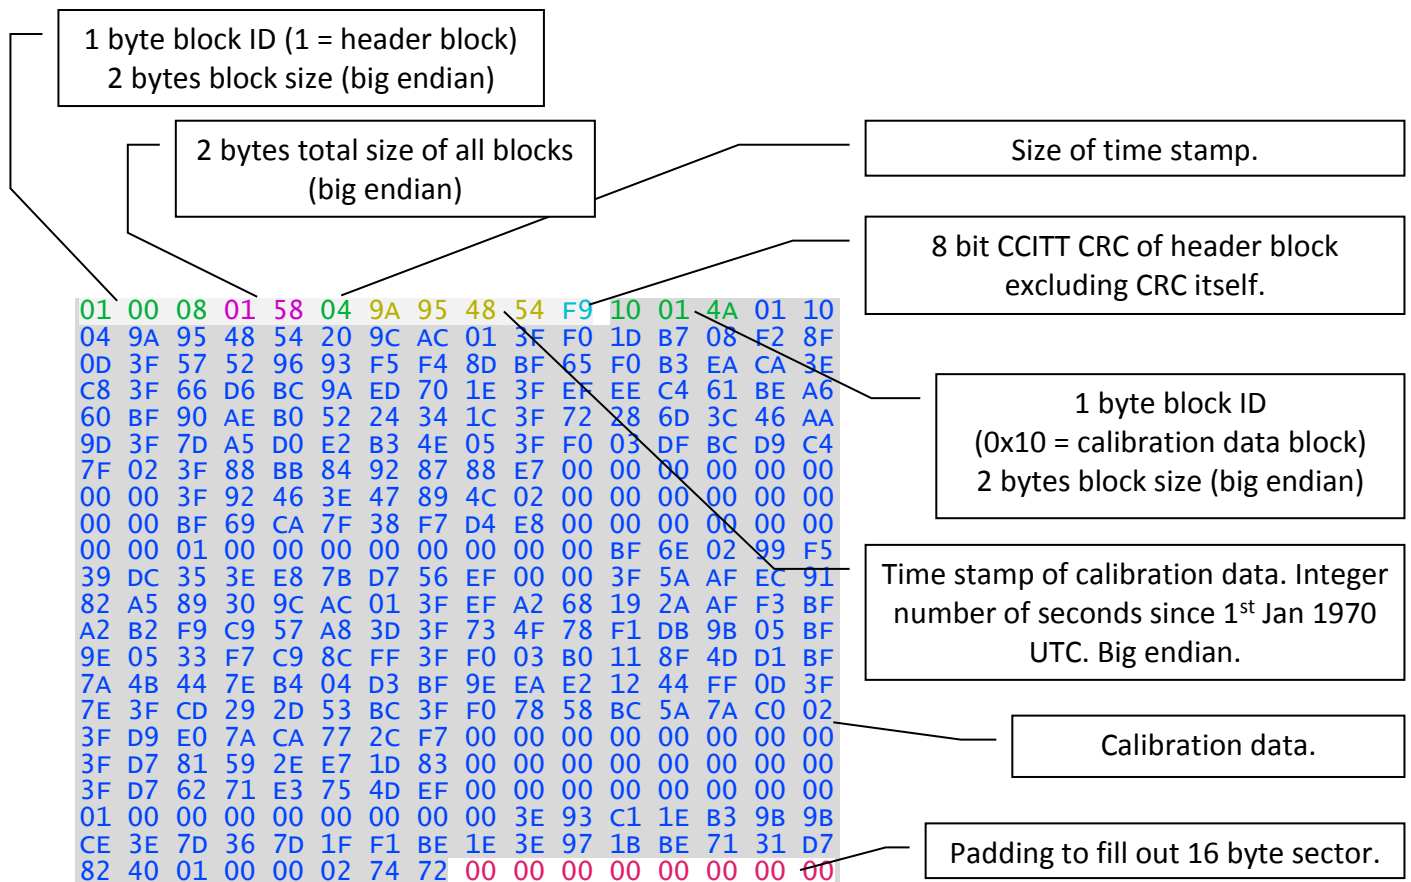 1 byte block ID (1 = header block)
2 bytes block size (big endian)
2 bytes total size of all blocks
(big endian)
Size of time stamp.
8 bit CCITT CRC of header block
excluding CRC itself.
01 00 08 01 58 04 9A 95 48 54 F9 10 01 4A 01 10
04 9A 95 48 54 20 9C AC 01 3F F0 1D B7 08 F2 8F
0D 3F 57 52 96 93 F5 F4 8D BF 65 F0 B3 EA CA 3E
C8 3F 66 D6 BC 9A ED 70 1E 3F EF EE C4 61 BE A6
60 BF 90 AE B0 52 24 34 1C 3F 72 28 6D 3C 46 AA
9D 3F 7D A5 D0 E2 B3 4E 05 3F F0 03 DF BC D9 C4
7F 02 3F 88 BB 84 92 87 88 E7 00 00 00 00 00 00
00 00 3F 92 46 3E 47 89 4C 02 00 00 00 00 00 00
00 00 BF 69 CA 7F 38 F7 D4 E8 00 00 00 00 00 00
00 00 01 00 00 00 00 00 00 00 00 BF 6E 02 99 F5
39 DC 35 3E E8 7B D7 56 EF 00 00 3F 5A AF EC 91
82 A5 89 30 9C AC 01 3F EF A2 68 19 2A AF F3 BF
A2 B2 F9 C9 57 A8 3D 3F 73 4F 78 F1 DB 9B 05 BF
9E 05 33 F7 C9 8C FF 3F F0 03 B0 11 8F 4D D1 BF
7A 4B 44 7E B4 04 D3 BF 9E EA E2 12 44 FF 0D 3F
7E 3F CD 29 2D 53 BC 3F F0 78 58 BC 5A 7A C0 02
3F D9 E0 7A CA 77 2C F7 00 00 00 00 00 00 00 00
3F D7 81 59 2E E7 1D 83 00 00 00 00 00 00 00 00
3F D7 62 71 E3 75 4D EF 00 00 00 00 00 00 00 00
01 00 00 00 00 00 00 00 00 3E 93 C1 1E B3 9B 9B
CE 3E 7D 36 7D 1F F1 BE 1E 3E 97 1B BE 71 31 D7
82 40 01 00 00 02 74 72 00 00 00 00 00 00 00 00
1 byte block ID
(0x10 = calibration data block)
2 bytes block size (big endian)
Time stamp of calibration data. Integer
number of seconds since 1st Jan 1970
UTC. Big endian.
Calibration data.
Padding to fill out 16 byte sector.